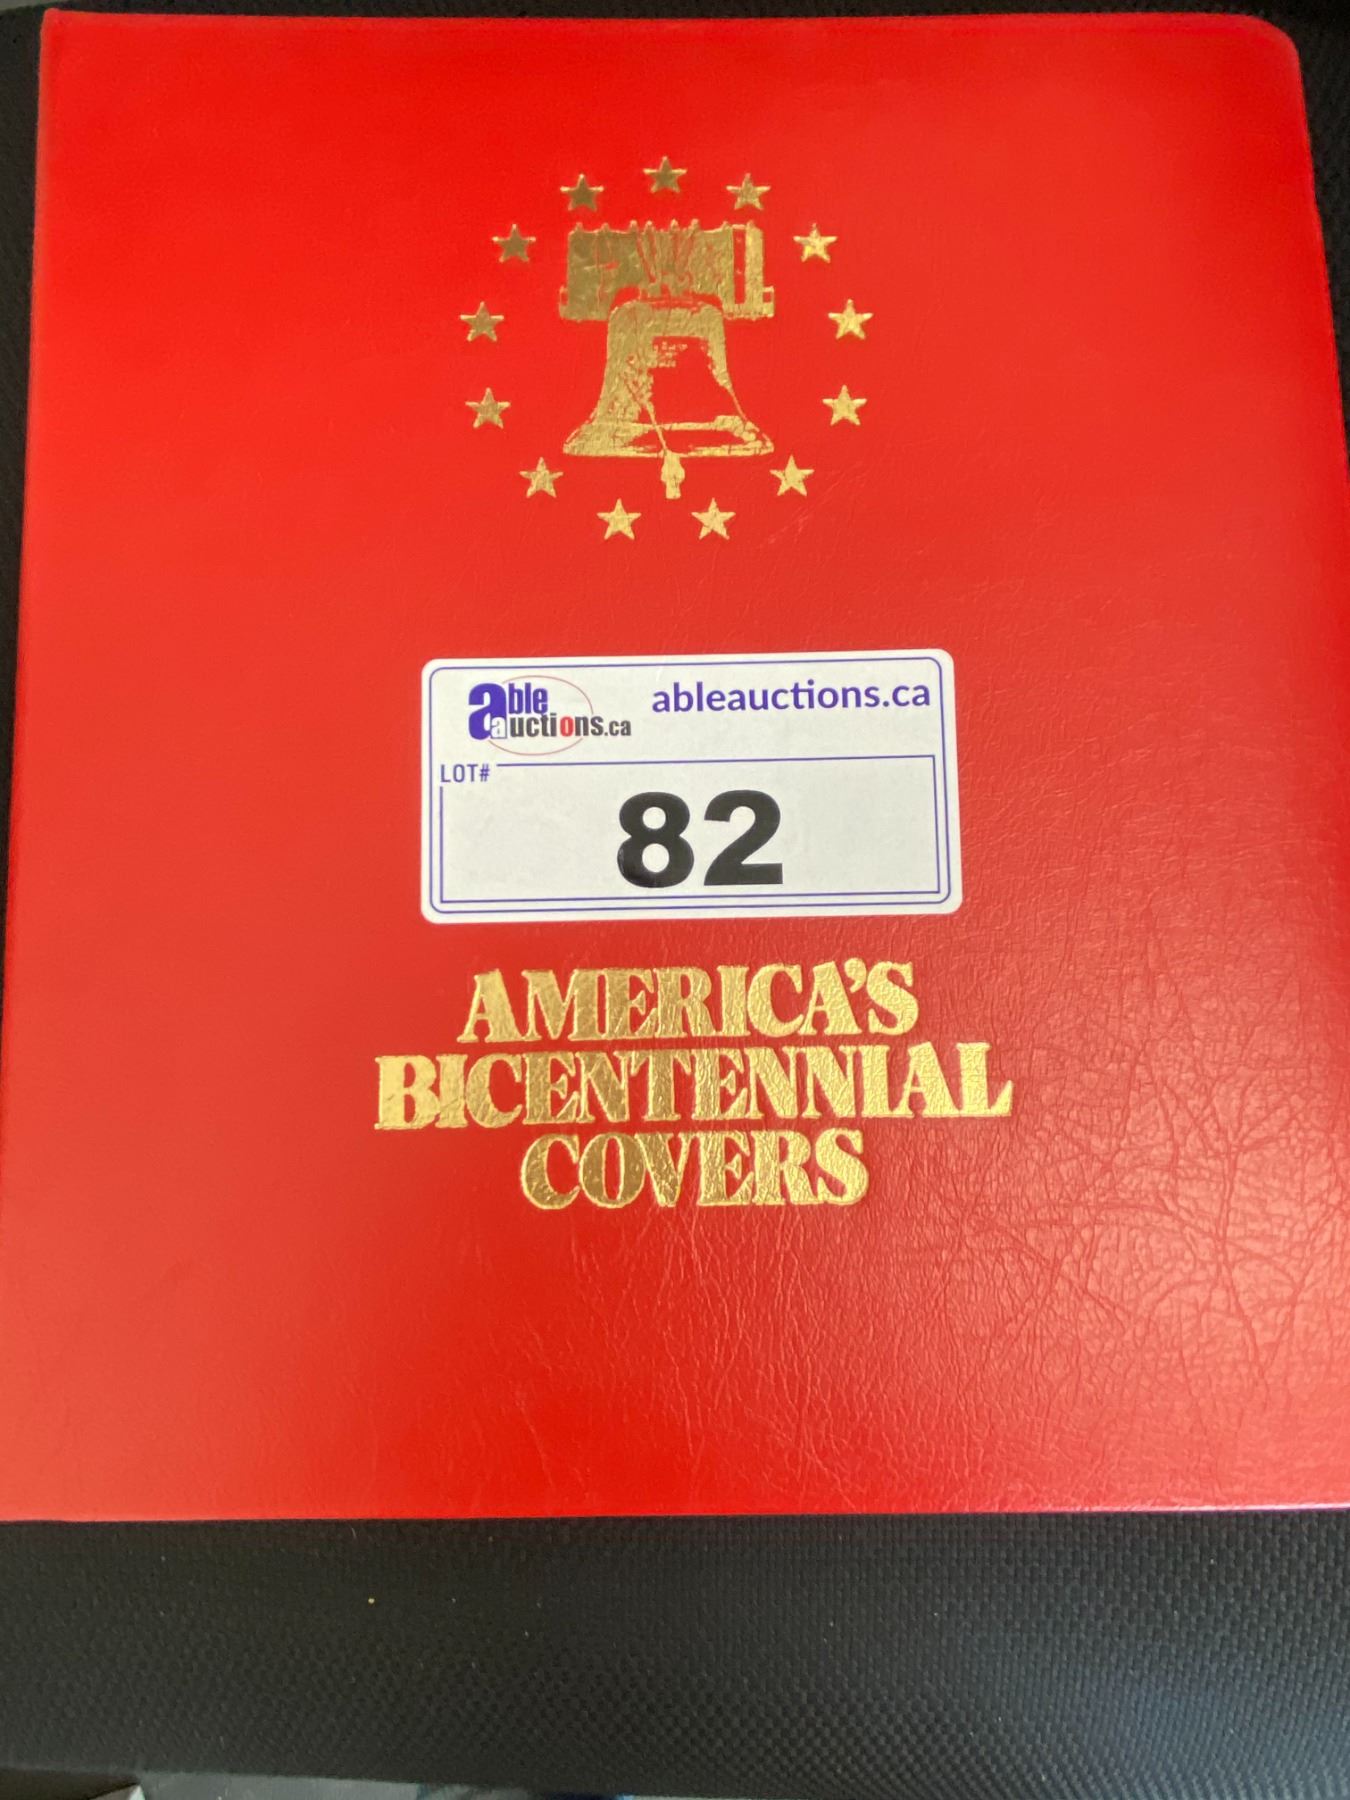 able
auctions.ca
ableauctions.ca
LOT#
82
AMERICA'S
BICENTENNIAL
COVERS